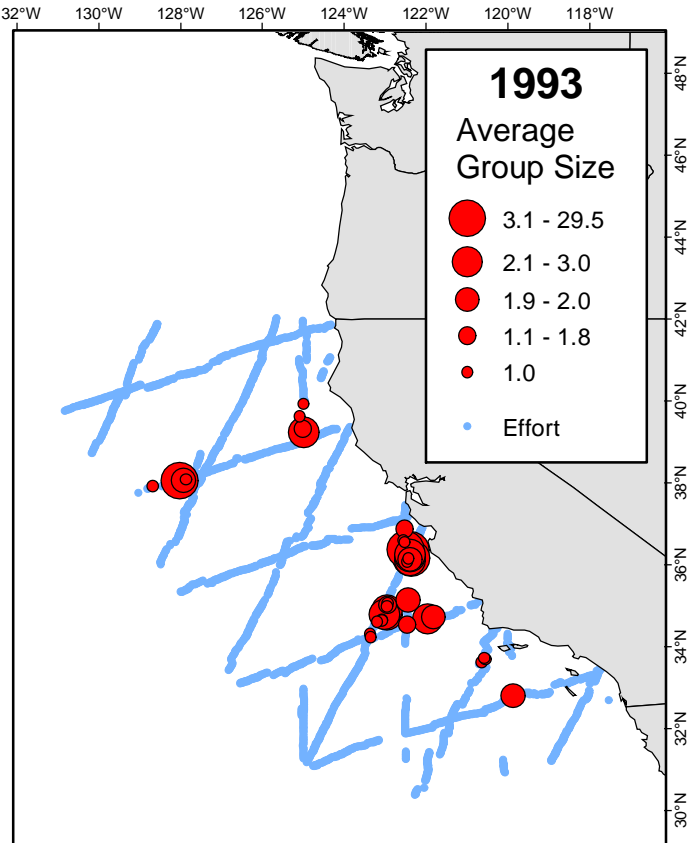 132°W 130°W 128°W 126°W 124°W 122°W 120°W 118°W
1993
Average
Group Size
3.1 - 29.5
2.1 - 3.0
1.9 - 2.0
1.1 - 1.8
1.0
Effort
48°N
46°N
44°N
42°N
40°N
38°N
36°N
34°N
32°N
30°N